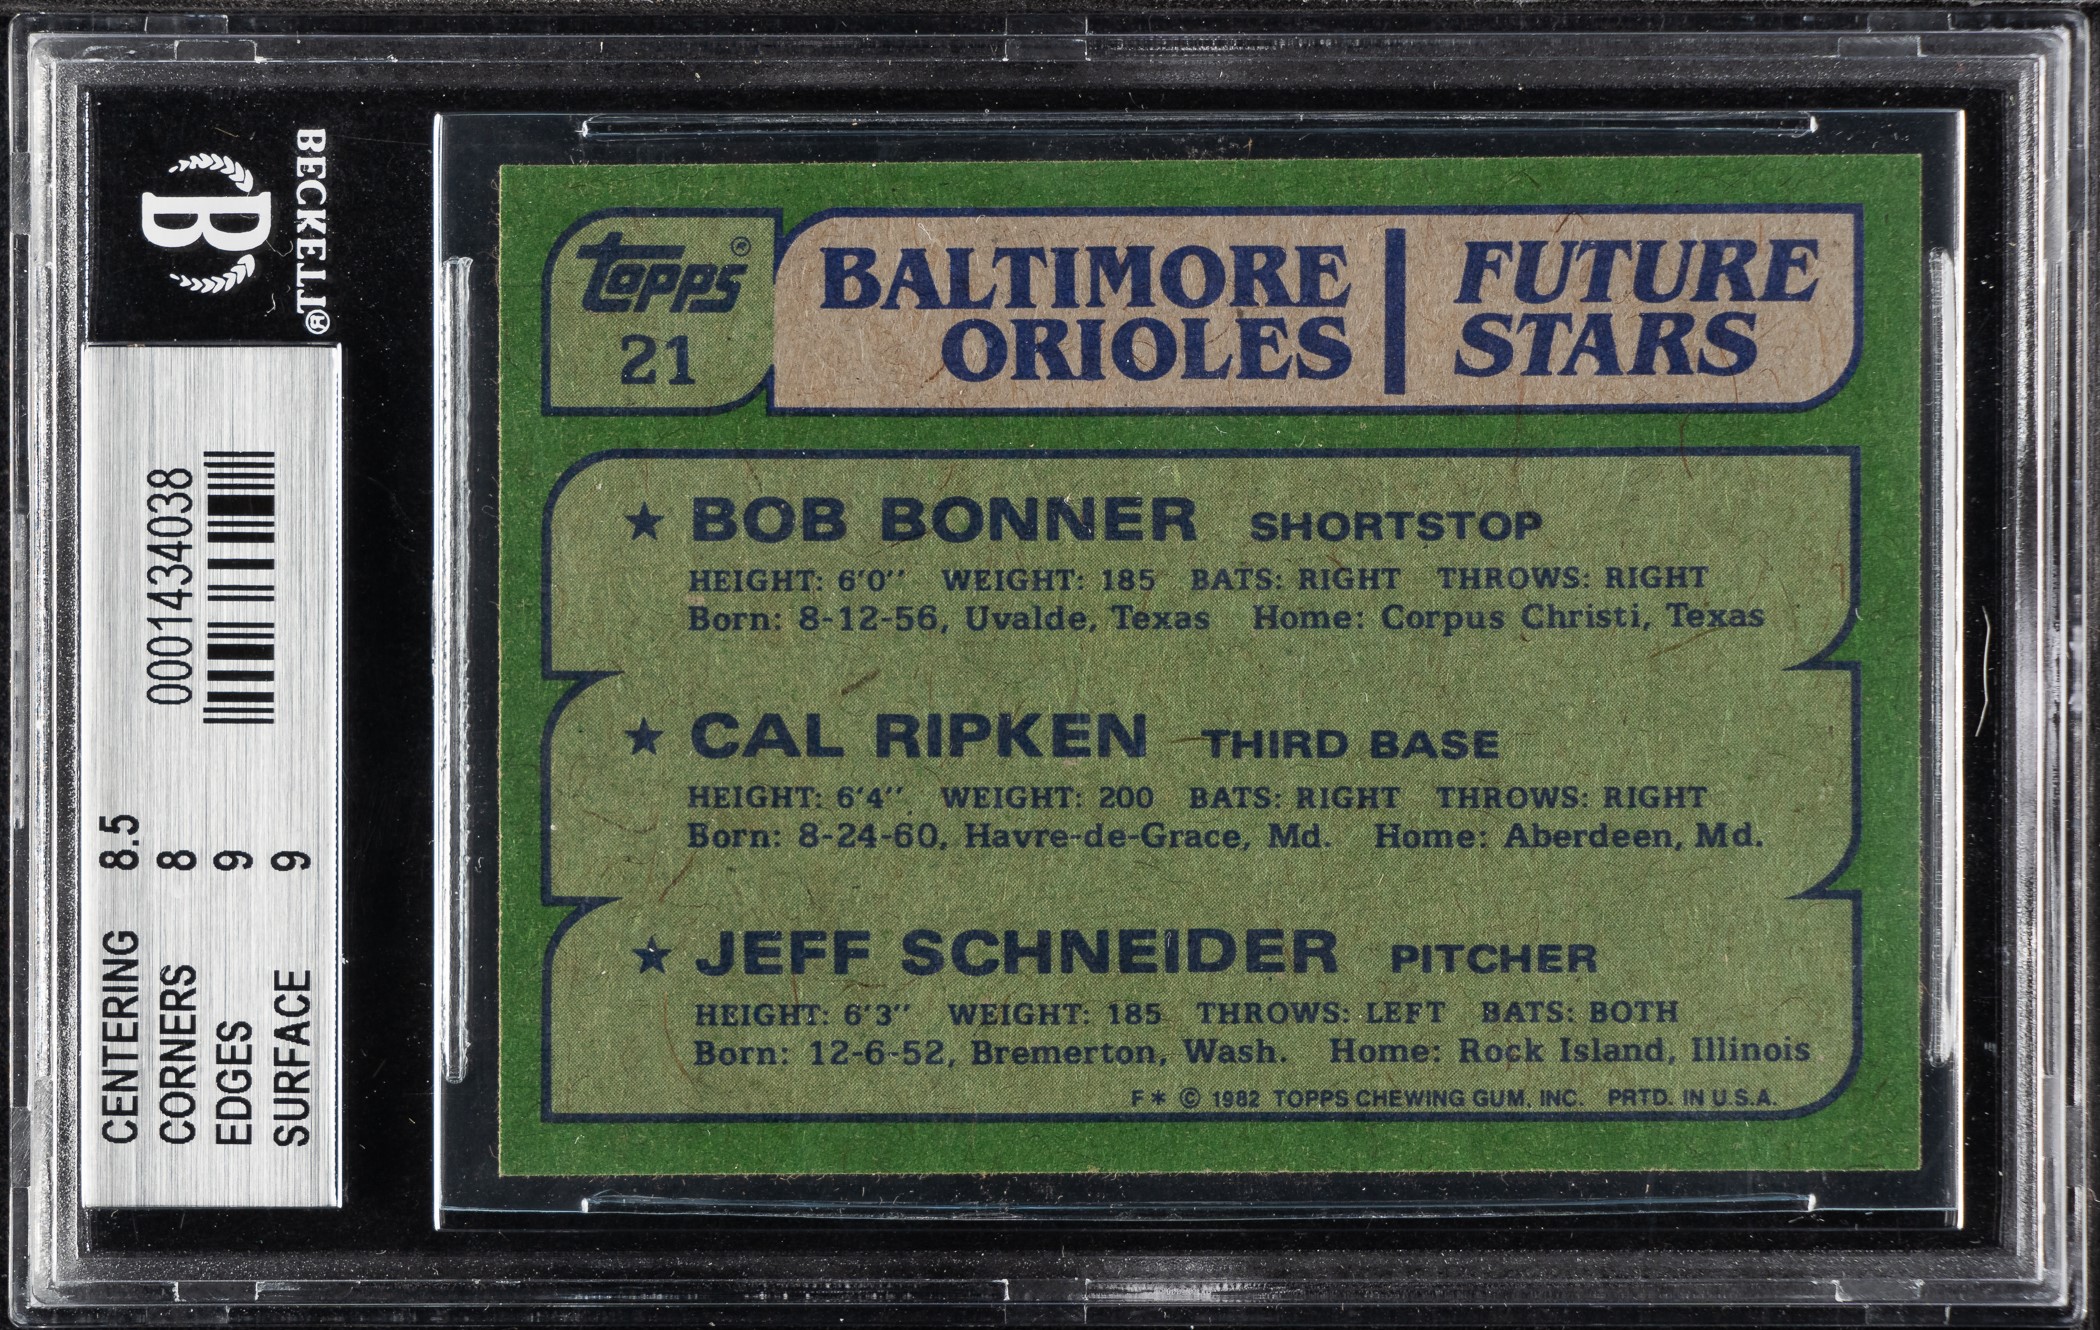 BECKETT®
B
0001434038
CENTERING 8.5
CORNERS 8
EDGES 9
SURFACE 9
topps®
21
BALTIMORE
ORIOLES
FUTURE
STARS
★ BOB BONNER SHORTSTOP
HEIGHT: 6'0" WEIGHT: 185 BATS: RIGHT THROWS: RIGHT
Born: 8-12-56, Uvalde, Texas Home: Corpus Christi, Texas
★ CAL RIPKEN THIRD BASE
HEIGHT: 6'4" WEIGHT: 200 BATS: RIGHT THROWS: RIGHT
Born: 8-24-60, Havre-de-Grace, Md. Home: Aberdeen, Md.
★ JEFF SCHNEIDER PITCHER
HEIGHT: 6'3" WEIGHT: 185 THROWS: LEFT BATS: BOTH
Born: 12-6-52, Bremerton, Wash. Home: Rock Island, Illinois
F * © 1982 TOPPS CHEWING GUM, INC. PRTD. IN U.S.A.